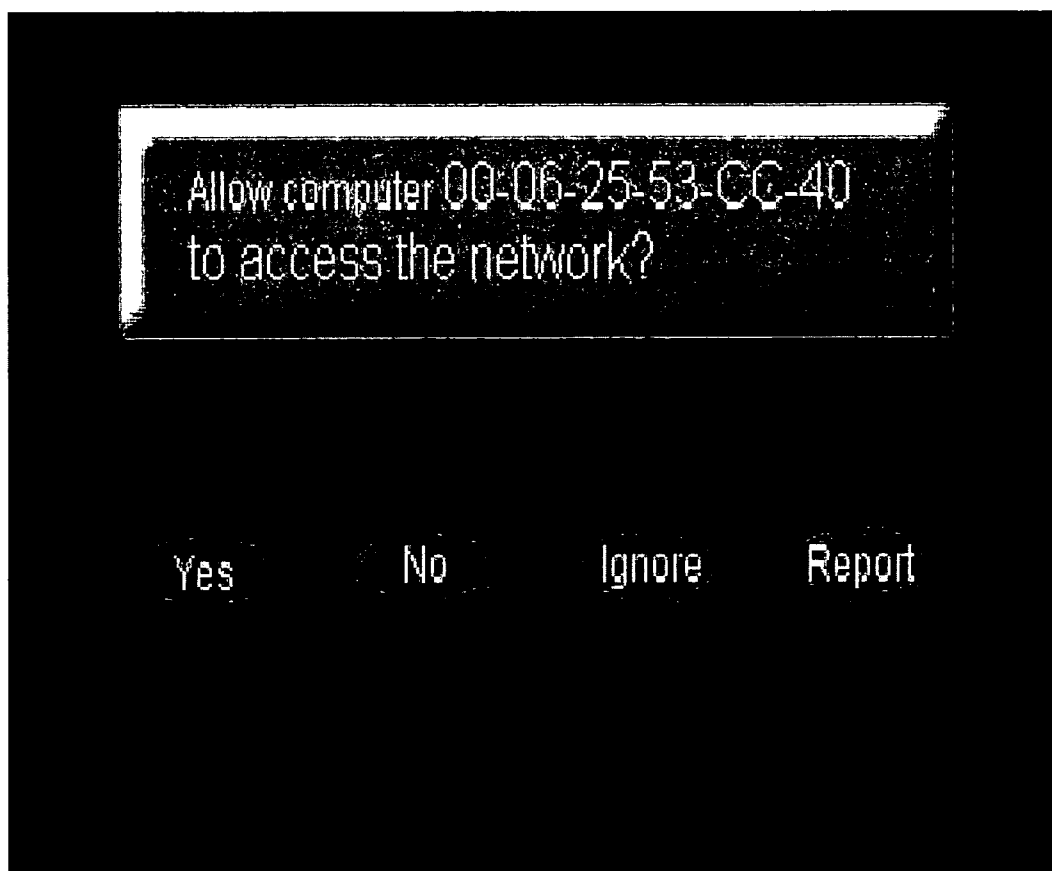 Allow computer 00-06-25-53-CC-40
to access the network?
Yes No Ignore Report